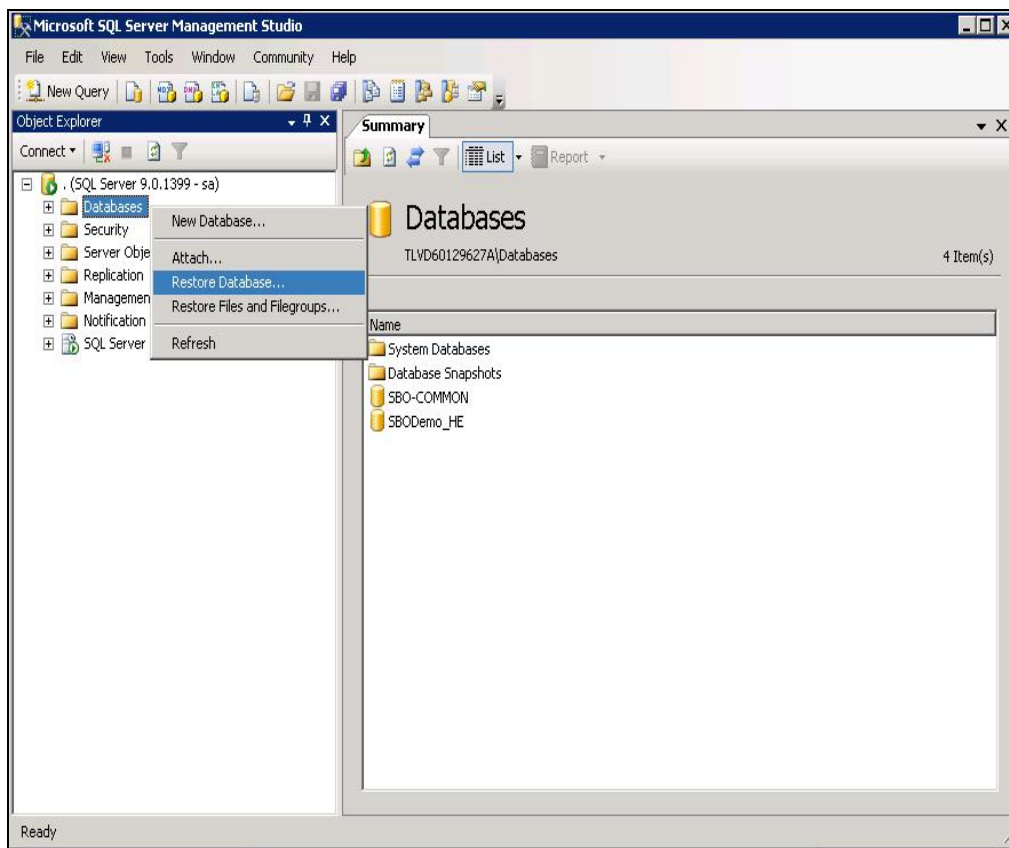 Microsoft SQL Server Management Studio
File Edit View Tools Window Community Help
New Query
Object Explorer
Connect
. (SQL Server 9.0.1399 - sa)
Databases
Security
Server Obje
Replication
Managemen
Notification
SQL Server
New Database...
Attach...
Restore Database...
Restore Files and Filegroups...
Refresh
Summary
List Report
Databases
TLVD60129627A\Databases 4 Item(s)
Name
System Databases
Database Snapshots
SBO-COMMON
SBODemo_HE
Ready